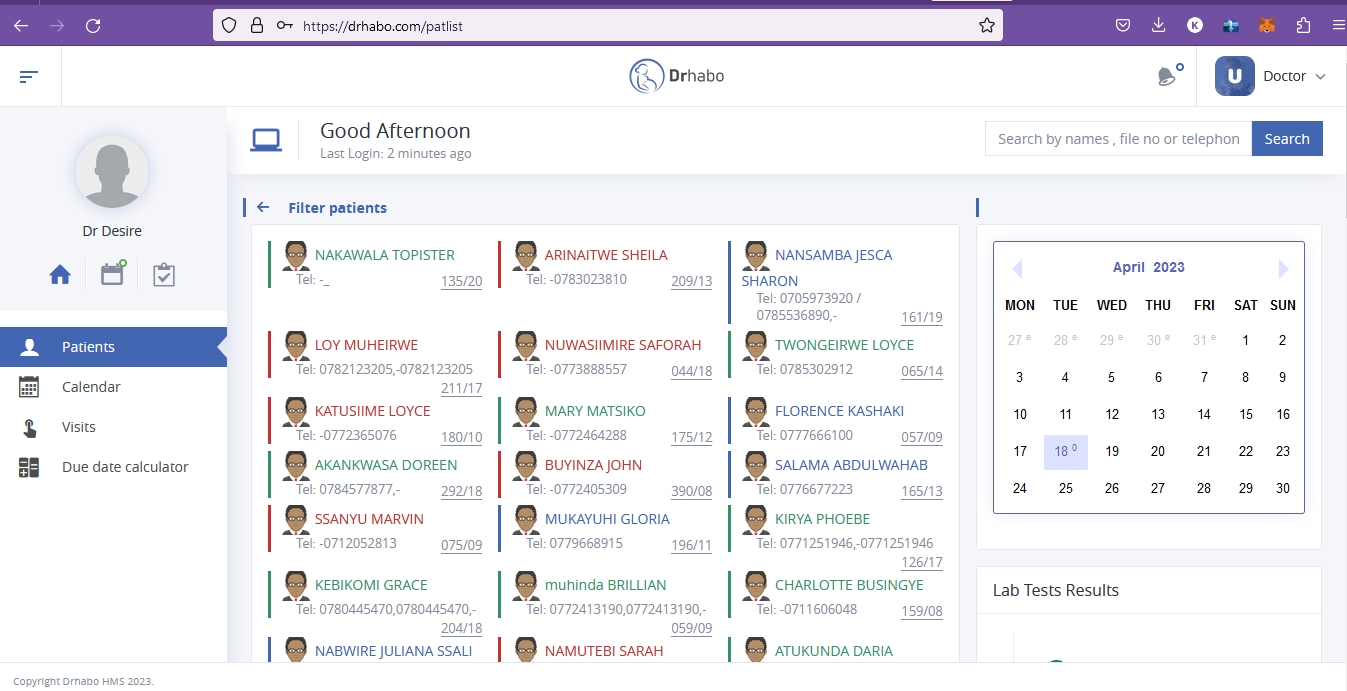 https://drhabo.com/patlist
K
Drhabo
U
Doctor
Good Afternoon
Last Login: 2 minutes ago
Search by names , file no or telephon
Search
Dr Desire
Patients
Calendar
Visits
Due date calculator
Filter patients
NAKAWALA TOPISTER
Tel: -_
135/20
ARINAITWE SHEILA
Tel: -0783023810
209/13
NANSAMBA JESCA
SHARON
Tel: 0705973920 /
0785536890,-
161/19
LOY MUHEIRWE
Tel: 0782123205,-0782123205
211/17
NUWASIIMIRE SAFORAH
Tel: -0773888557
044/18
TWONGEIRWE LOYCE
Tel: 0785302912
065/14
KATUSIIME LOYCE
Tel: -0772365076
180/10
MARY MATSIKO
Tel: -0772464288
175/12
FLORENCE KASHAKI
Tel: 0777666100
057/09
AKANKWASA DOREEN
Tel: 0784577877,-
292/18
BUYINZA JOHN
Tel: -0772405309
390/08
SALAMA ABDULWAHAB
Tel: 0776677223
165/13
SSANYU MARVIN
Tel: -0712052813
075/09
MUKAYUHI GLORIA
Tel: 0779668915
196/11
KIRYA PHOEBE
Tel: 0771251946,-0771251946
126/17
KEBIKOMI GRACE
Tel: 0780445470,0780445470,-
204/18
muhinda BRILLIAN
Tel: 0772413190,0772413190,-
059/09
CHARLOTTE BUSINGYE
Tel: -0711606048
159/08
NABWIRE JULIANA SSALI
NAMUTEBI SARAH
ATUKUNDA DARIA
April 2023
MON TUE WED THU FRI SAT SUN
27 e 28 e 29 e 30 e 31 e 1 2
3 4 5 6 7 8 9
10 11 12 13 14 15 16
17 18 0 19 20 21 22 23
24 25 26 27 28 29 30
Lab Tests Results
Copyright Drhabo HMS 2023.